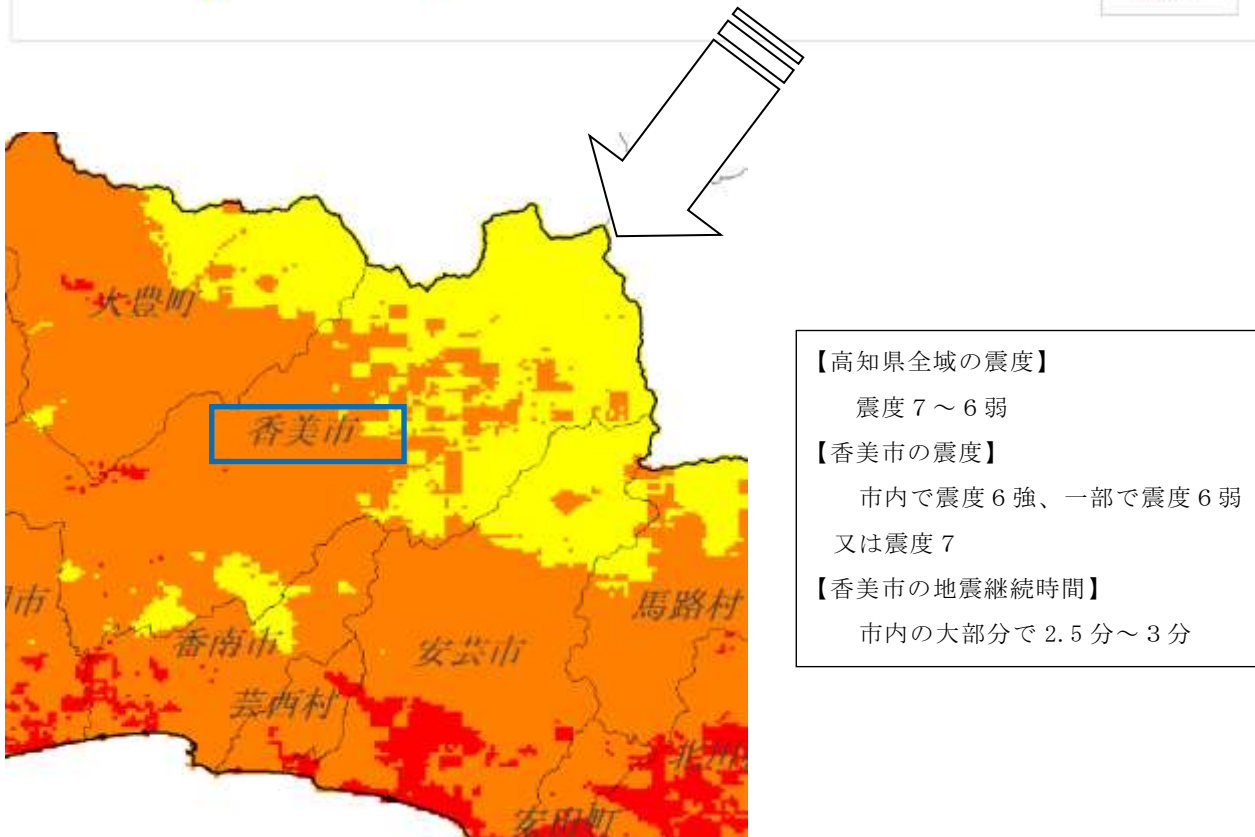 大豊町
香美市
馬路村
香南市
安芸市
芸西村
安田町
【高知県全域の震度】
震度７～６弱
【香美市の震度】
市内で震度６強、一部で震度６弱
又は震度７
【香美市の地震継続時間】
市内の大部分で 2.5 分～３分